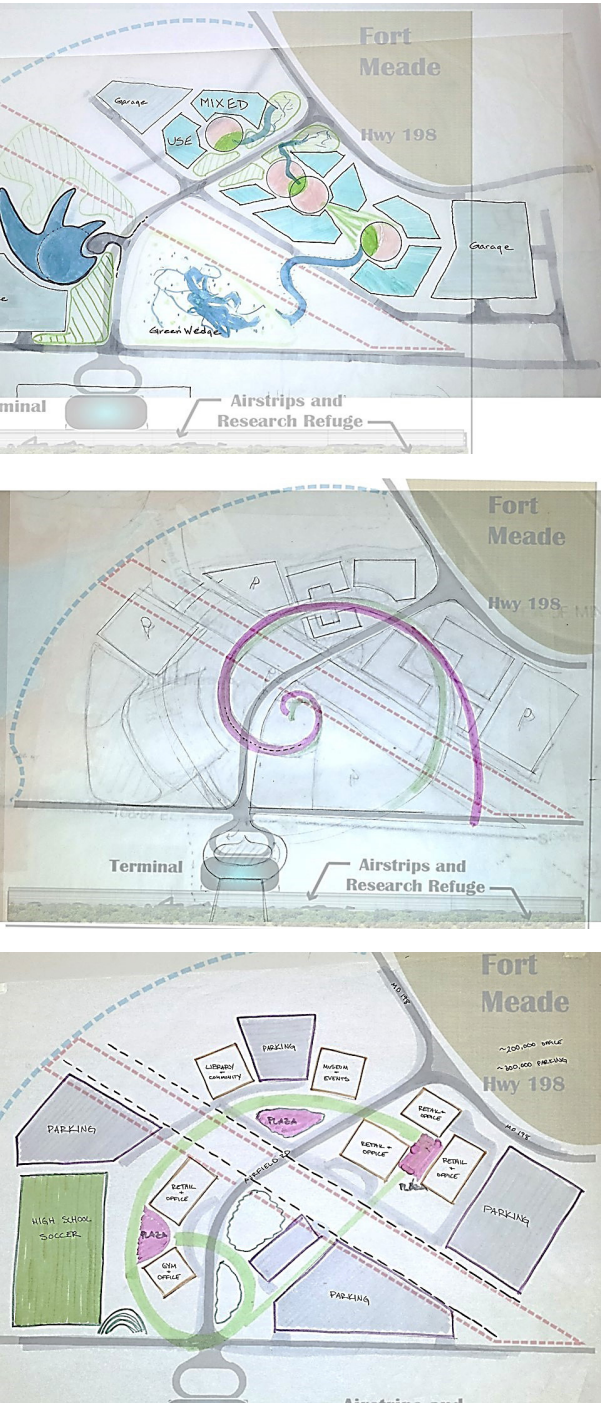 Fort
Meade
Garage
MIXED
USE
Hwy 198
Garage
Green Wedge
minal
Airstrips and
Research Refuge
Fort
Meade
Hwy 198
P
P
P
Terminal
Airstrips and
Research Refuge
Fort
Meade
MD 198
~200,000 OFFICE
~300,000 PARKING
Hwy 198
PARKING
LIBRARY
COMMUNITY
MUSEUM
EVENTS
RETAIL +
OFFICE
MD 198
PLAZA
PARKING
RETAIL +
OFFICE
RETAIL +
OFFICE
AIRFIELD RD
PLAZA
RETAIL
+
OFFICE
PARKING
HIGH SCHOOL
SOCCER
PLAZA
GYM
+
OFFICE
PARKING
Airstrips and